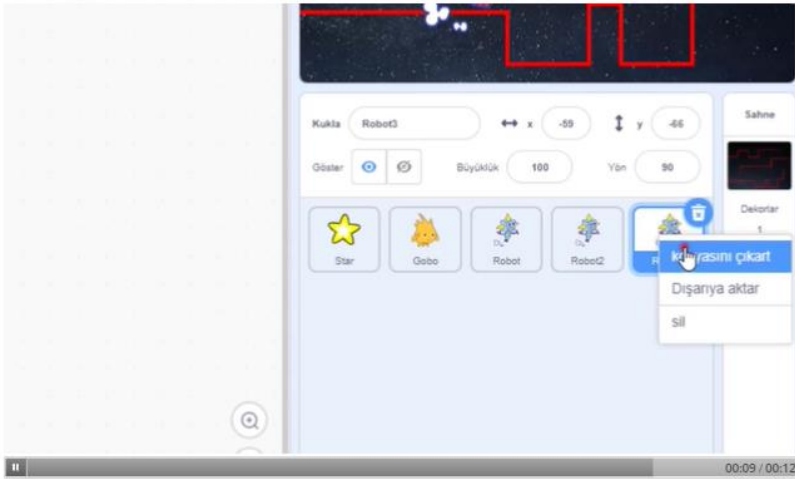 Kukla Robot3 x -59 y -66 Sahne
Göster Büyüklük 100 Yön 90
Dekorlar
1
Star Gobo Robot Robot2
çıkart
Dışarıya aktar
sil
00:09 / 00:12